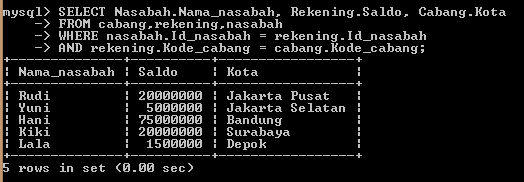 mysql> SELECT Nasabah.Nama_nasabah, Rekening.Saldo, Cabang.Kota
    -> FROM cabang,rekening,nasabah
    -> WHERE nasabah.Id_nasabah = rekening.Id_nasabah
    -> AND rekening.Kode_cabang = cabang.Kode_cabang;
+--------------+----------+-----------------+
| Nama_nasabah | Saldo    | Kota            |
+--------------+----------+-----------------+
| Rudi         | 20000000 | Jakarta Pusat   |
| Yuni         |  5000000 | Jakarta Selatan |
| Hani         | 75000000 | Bandung         |
| Kiki         | 20000000 | Surabaya        |
| Lala         |  1500000 | Depok           |
+--------------+----------+-----------------+
5 rows in set (0.00 sec)